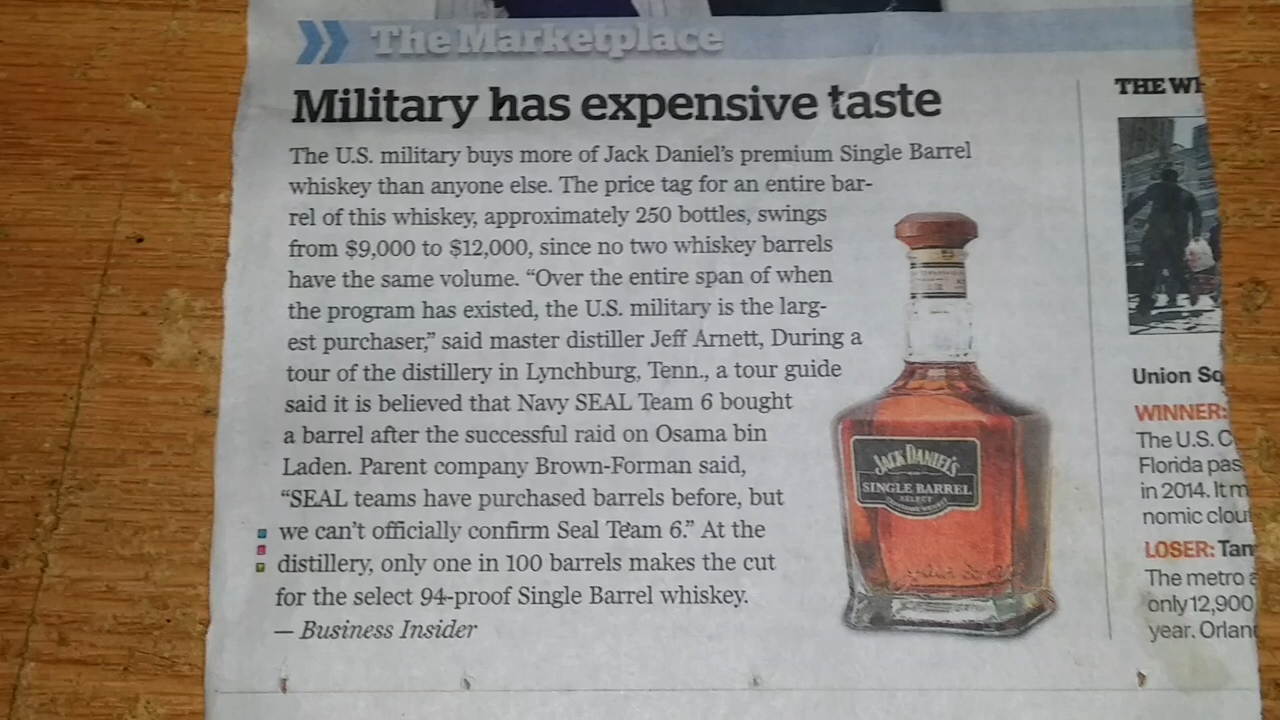 The Marketplace
Military has expensive taste
The U.S. military buys more of Jack Daniel's premium Single Barrel
whiskey than anyone else. The price tag for an entire bar-
rel of this whiskey, approximately 250 bottles, swings
from $9,000 to $12,000, since no two whiskey barrels
have the same volume. “Over the entire span of when
the program has existed, the U.S. military is the larg-
est purchaser,” said master distiller Jeff Arnett, During a
tour of the distillery in Lynchburg, Tenn., a tour guide
said it is believed that Navy SEAL Team 6 bought
a barrel after the successful raid on Osama bin
Laden. Parent company Brown-Forman said,
“SEAL teams have purchased barrels before, but
we can't officially confirm Seal Team 6.” At the
distillery, only one in 100 barrels makes the cut
for the select 94-proof Single Barrel whiskey.
— Business Insider
JACK DANIEL'S
SINGLE BARREL
SELECT
THE WI
Union Sq
WINNER:
The U.S. C
Florida pas
in 2014. It m
nomic clout
LOSER: Tam
The metro a
only 12,900
year. Orlan